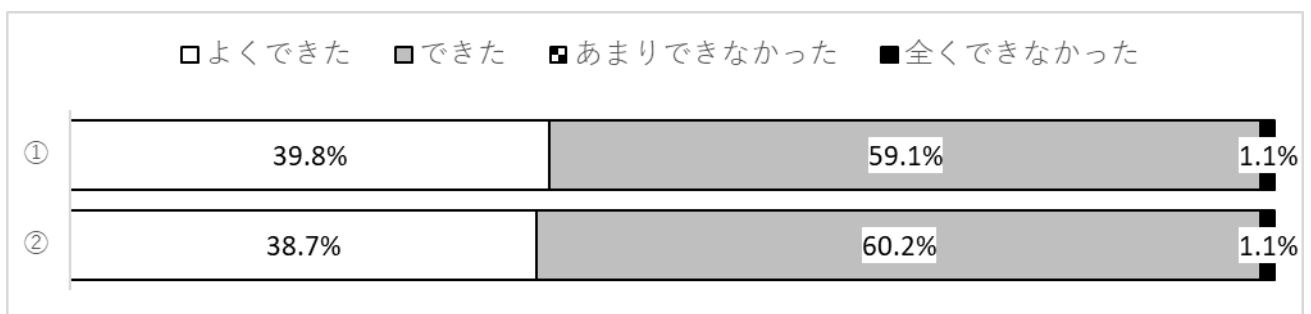 よくできた できた あまりできなかった 全くできなかった
① 39.8% 59.1% 1.1%
② 38.7% 60.2% 1.1%